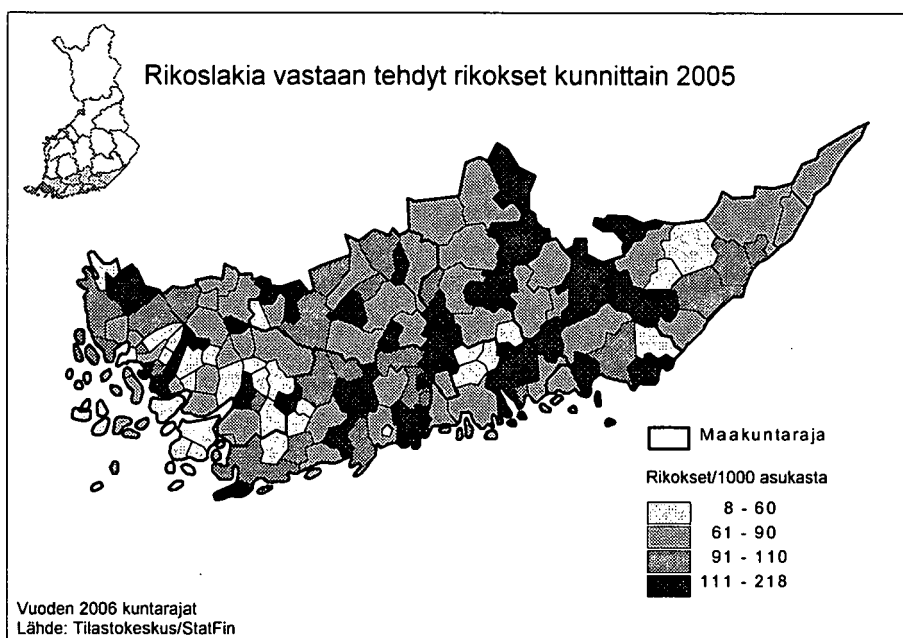 Rikoslakia vastaan tehdyt rikokset kunnittain 2005
Maakuntaraja
Rikokset/1000 asukasta
8 - 60
61 - 90
91 - 110
111 - 218
Vuoden 2006 kuntarajat
Lähde: Tilastokeskus/StatFin